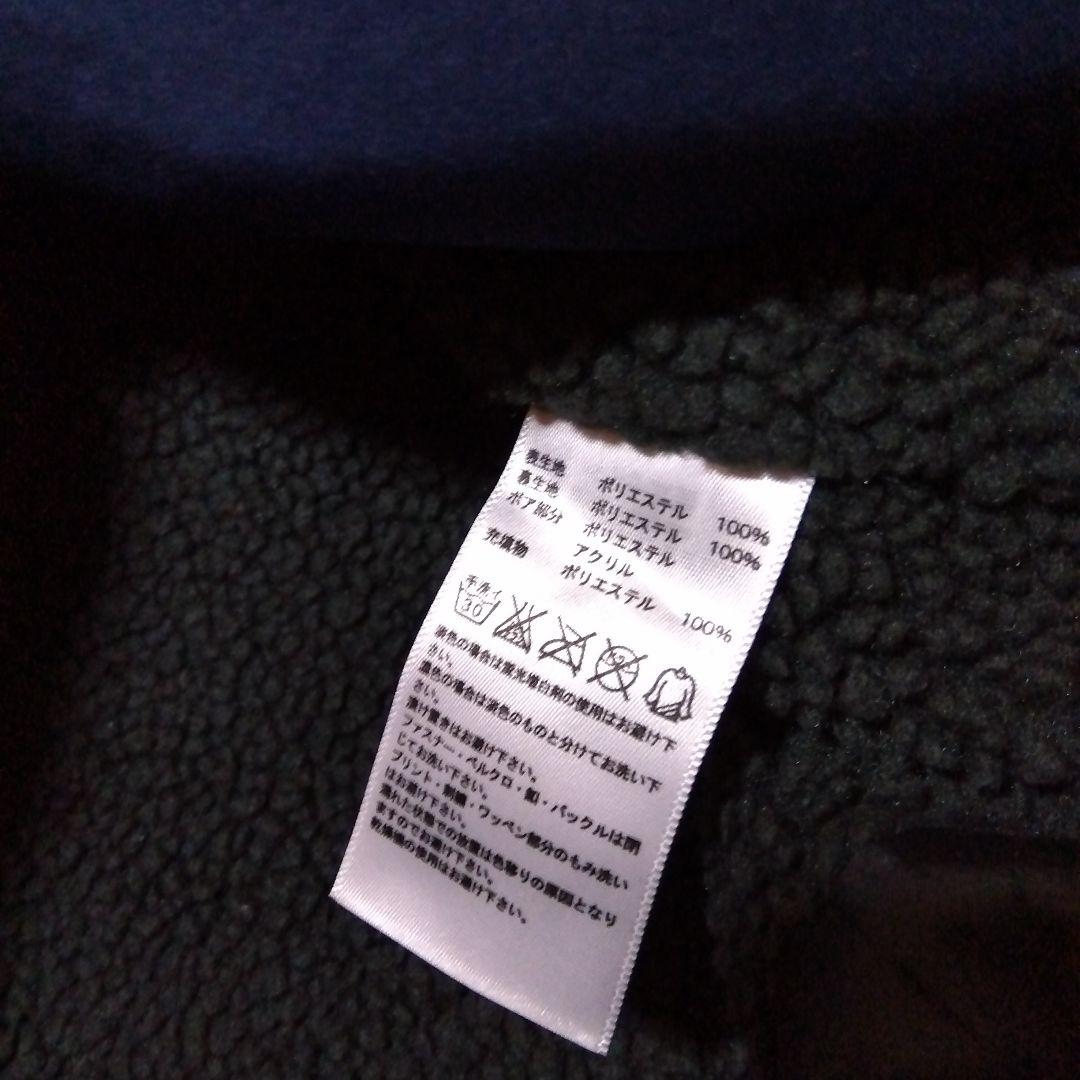 表生地 ポリエステル 100%
裏生地 ポリエステル 100%
ボア部分 ポリエステル
アクリル
充填物 ポリエステル 100%
手洗イ
30
淡色の場合は蛍光増白剤の使用はお避け下
さい。
濃色の場合は淡色のものと分けてお洗い下
さい。
漬け置きはお避け下さい。
ファスナー・ベルクロ・釦・バックルは閉
じてお洗い下さい。
プリント・刺繍・ワッペン部分のもみ洗い
はお避け下さい。
濡れた状態での放置は色移りの原因となり
ますのでお避け下さい。
乾燥機の使用はお避け下さい。